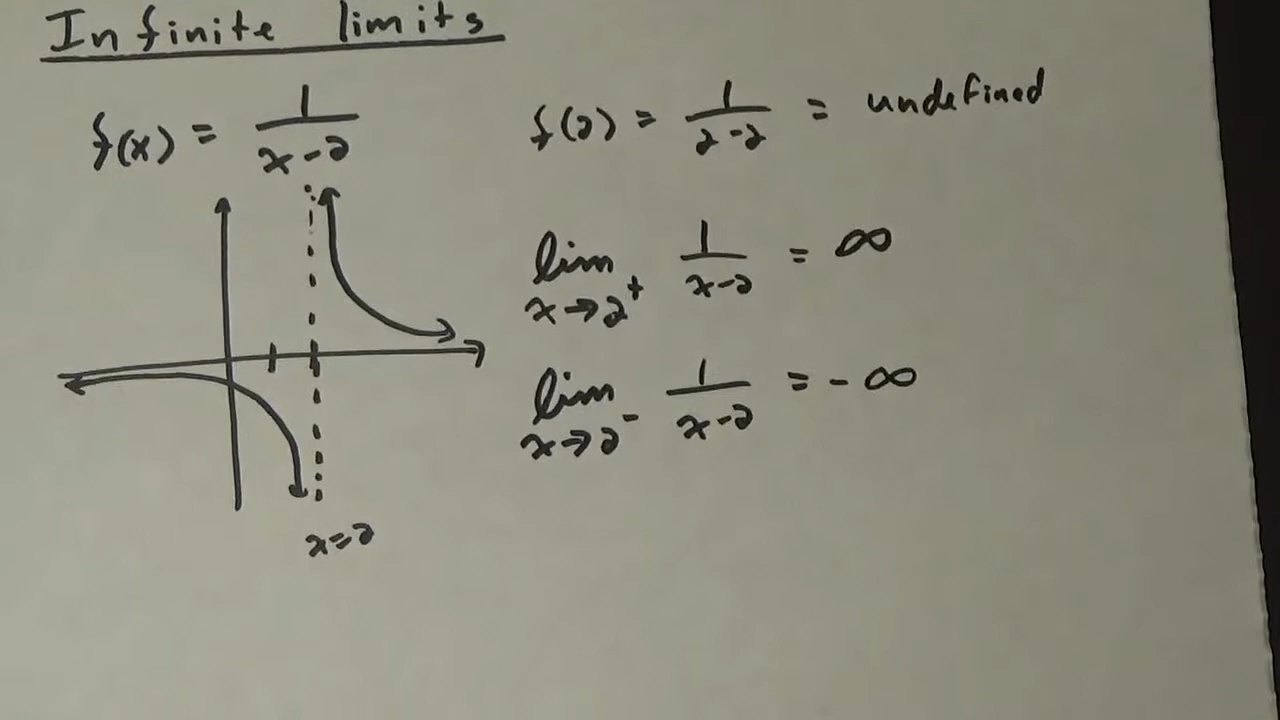 Infinite limits
f(x) = 1/(x-2)
f(2) = 1/(2-2) = undefined
lim x→2⁺ 1/(x-2) = ∞
lim x→2⁻ 1/(x-2) = -∞
x=2